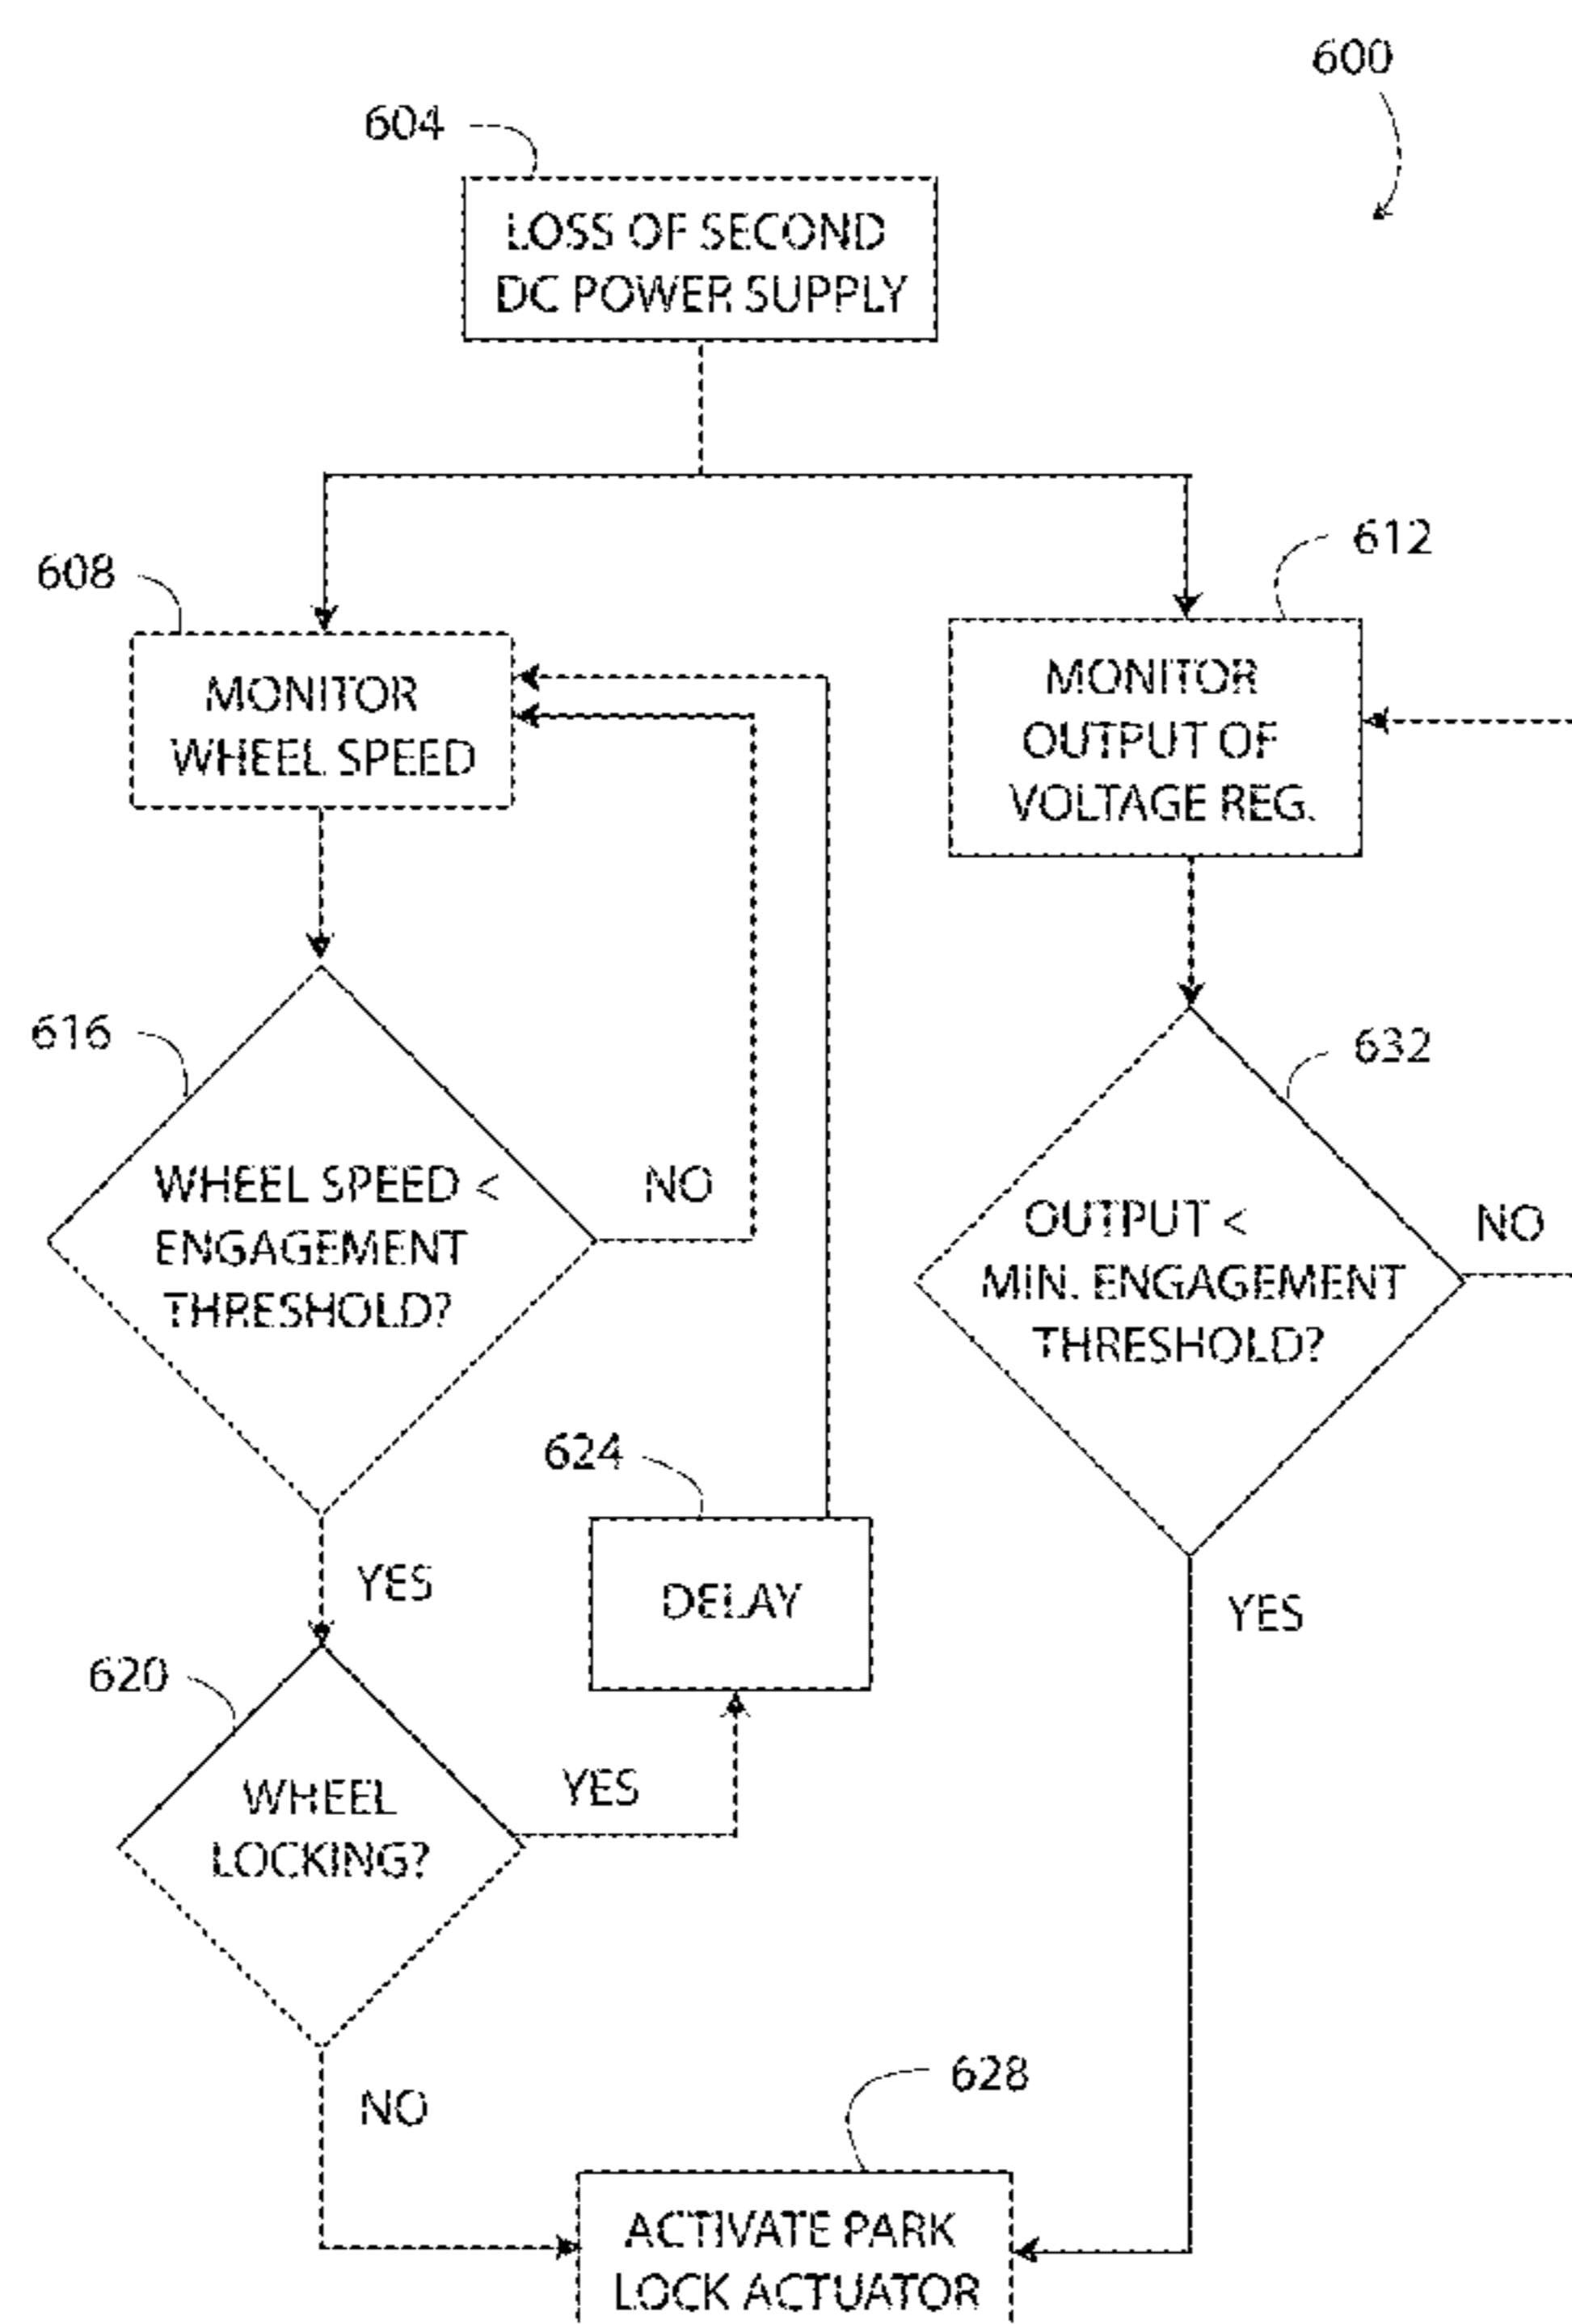 600
604
LOSS OF SECOND
DC POWER SUPPLY
608
MONITOR
WHEEL SPEED
612
MONITOR
OUTPUT OF
VOLTAGE REG.
616
WHEEL SPEED <
ENGAGEMENT
THRESHOLD?
NO
YES
632
OUTPUT <
MIN. ENGAGEMENT
THRESHOLD?
NO
YES
624
DELAY
620
WHEEL
LOCKING?
YES
NO
628
ACTIVATE PARK
LOCK ACTUATOR